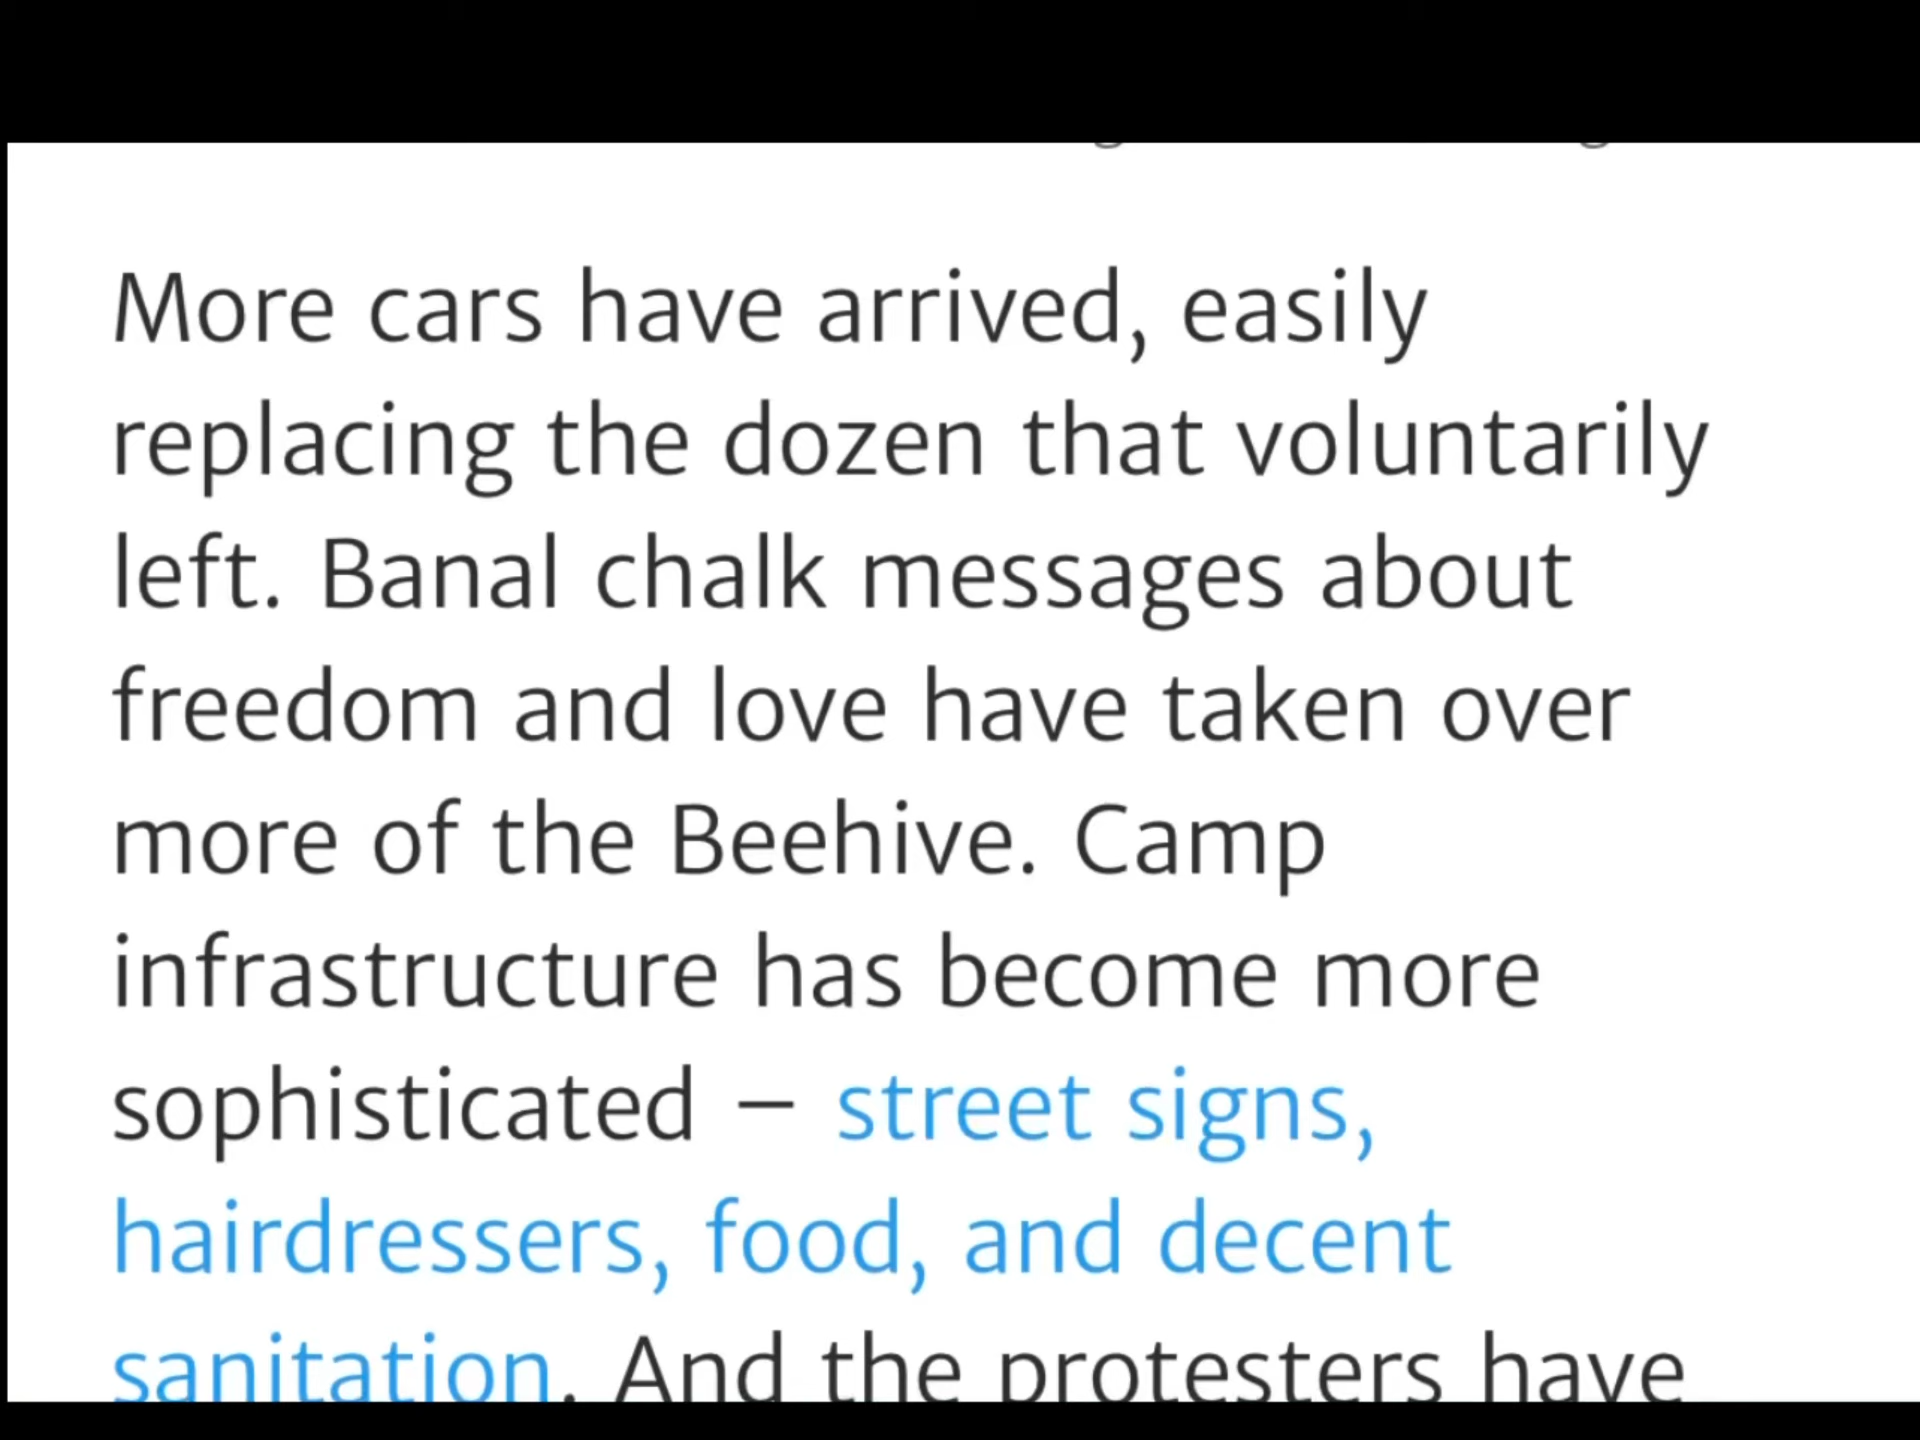 More cars have arrived, easily
replacing the dozen that voluntarily
left. Banal chalk messages about
freedom and love have taken over
more of the Beehive. Camp
infrastructure has become more
sophisticated – street signs,
hairdressers, food, and decent
sanitation. And the protesters have